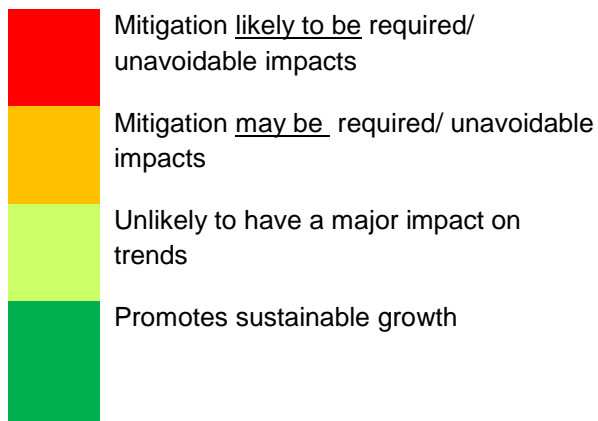 Mitigation likely to be required/
unavoidable impacts
Mitigation may be  required/ unavoidable
impacts
Unlikely to have a major impact on
trends
Promotes sustainable growth